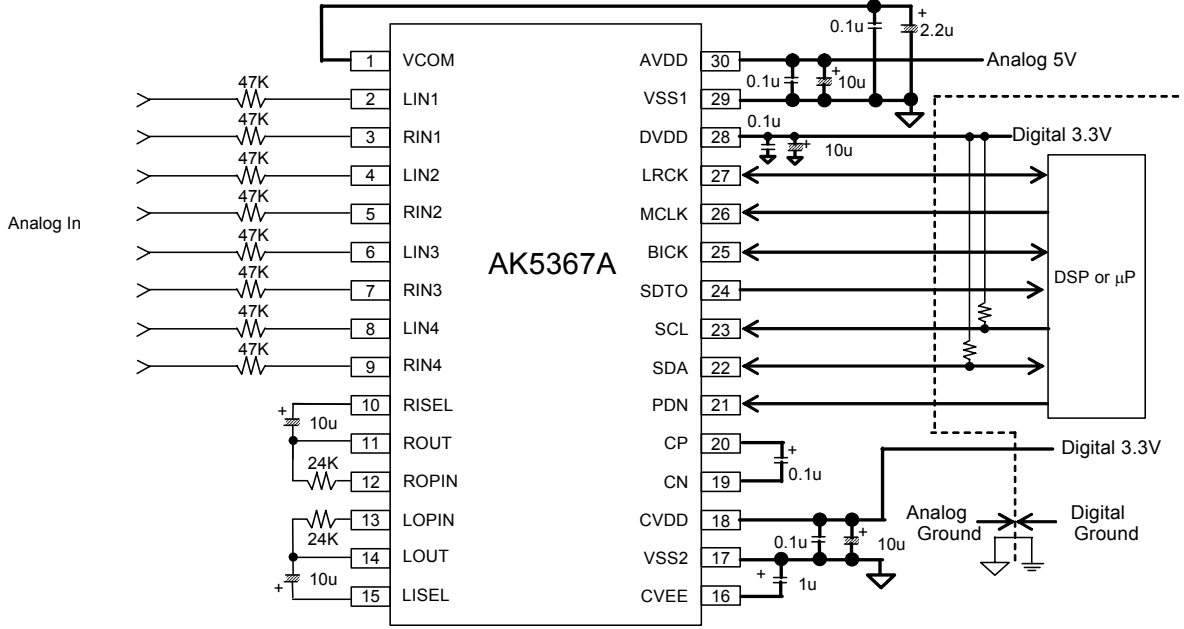 +
0.1u
2.2u
1 VCOM AVDD 30 Analog 5V
47K 0.1u + 10u
2 LIN1 VSS1 29
47K 0.1u
3 RIN1 DVDD 28 + 10u Digital 3.3V
47K
4 LIN2 LRCK 27
47K
5 RIN2 MCLK 26
Analog In
47K
6 LIN3 BICK 25
AK5367A
DSP or μP
47K
7 RIN3 SDTO 24
47K
8 LIN4 SCL 23
47K
9 RIN4 SDA 22
10 RISEL PDN 21
+ 10u
11 ROUT CP 20 Digital 3.3V
24K + 0.1u
12 ROPIN CN 19
13 LOPIN CVDD 18
24K 0.1u + 10u
Analog Ground
Digital Ground
14 LOUT VSS2 17
+ 10u + 1u
15 LISEL CVEE 16